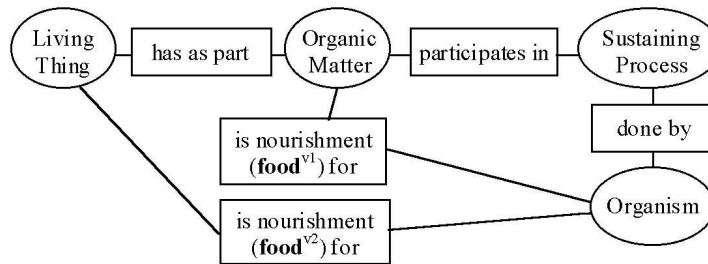 Living
Thing
has as part
Organic
Matter
participates in
Sustaining
Process
done by
is nourishment
(food^v1) for
Organism
is nourishment
(food^v2) for